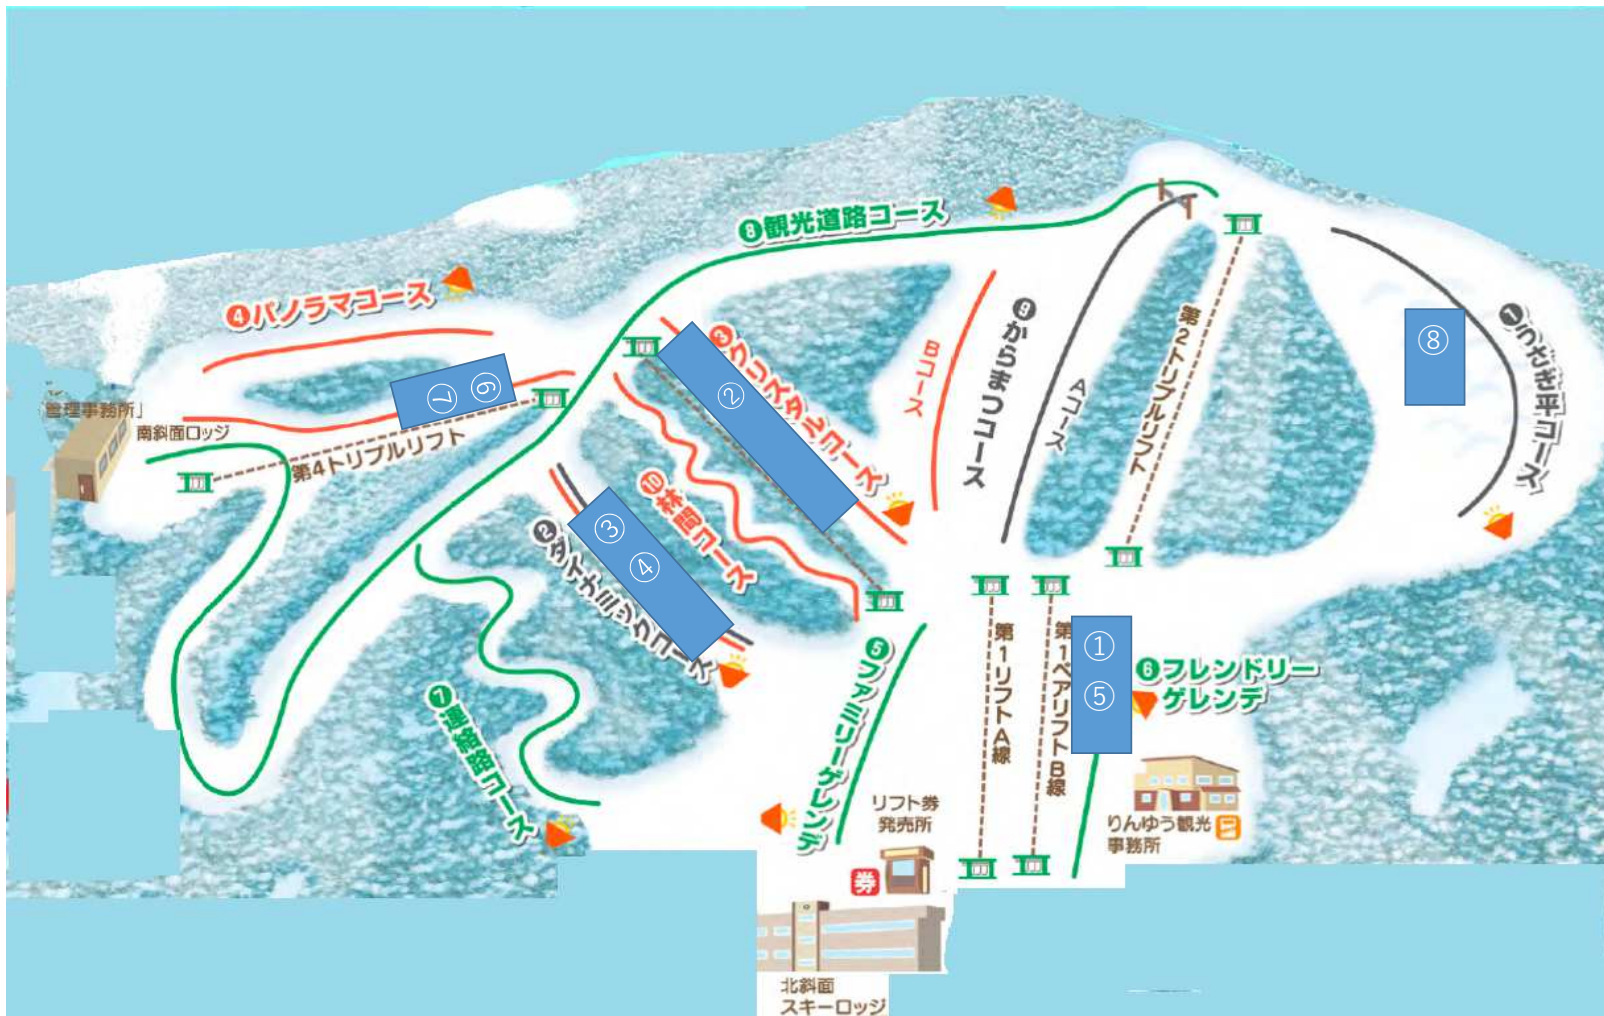 ❽観光道路コース
❹パノラマコース
❸クリスタルコース
Bコース
❾からまつコース
Aコース
第2トリプルリフト
❶うさぎ平コース
⑧
②
⑦ ⑥
管理事務所」
南斜面ロッジ
第4トリプルリフト
❿林間コース
③
④
❷ダイナミックコース
❼連絡路コース
❺ファミリーゲレンデ
第1リフトA線
第1ペアリフトB線
①
⑤
❻フレンドリー
ゲレンデ
リフト券
発売所
券
りんゆう観光
事務所
北斜面
スキーロッジ